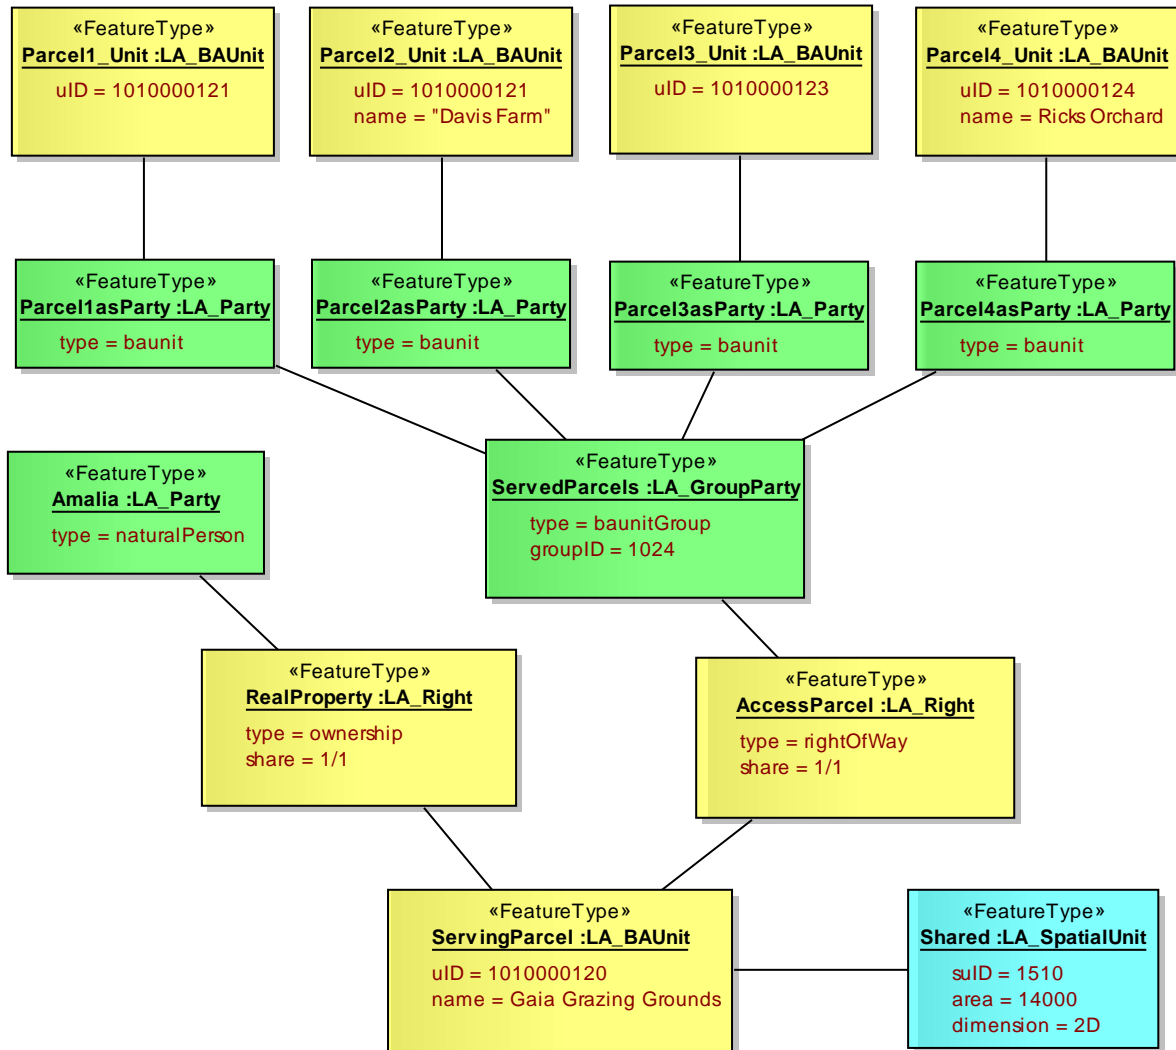 «FeatureType»
Parcel1_Unit :LA_BAUnit
uID = 1010000121
«FeatureType»
Parcel2_Unit :LA_BAUnit
uID = 1010000121
name = "Davis Farm"
«FeatureType»
Parcel3_Unit :LA_BAUnit
uID = 1010000123
«FeatureType»
Parcel4_Unit :LA_BAUnit
uID = 1010000124
name = Ricks Orchard
«FeatureType»
Parcel1asParty :LA_Party
type = baunit
«FeatureType»
Parcel2asParty :LA_Party
type = baunit
«FeatureType»
Parcel3asParty :LA_Party
type = baunit
«FeatureType»
Parcel4asParty :LA_Party
type = baunit
«FeatureType»
Amalia :LA_Party
type = naturalPerson
«FeatureType»
ServedParcels :LA_GroupParty
type = baunitGroup
groupID = 1024
«FeatureType»
RealProperty :LA_Right
type = ownership
share = 1/1
«FeatureType»
AccessParcel :LA_Right
type = rightOfWay
share = 1/1
«FeatureType»
ServingParcel :LA_BAUnit
uID = 1010000120
name = Gaia Grazing Grounds
«FeatureType»
Shared :LA_SpatialUnit
suID = 1510
area = 14000
dimension = 2D